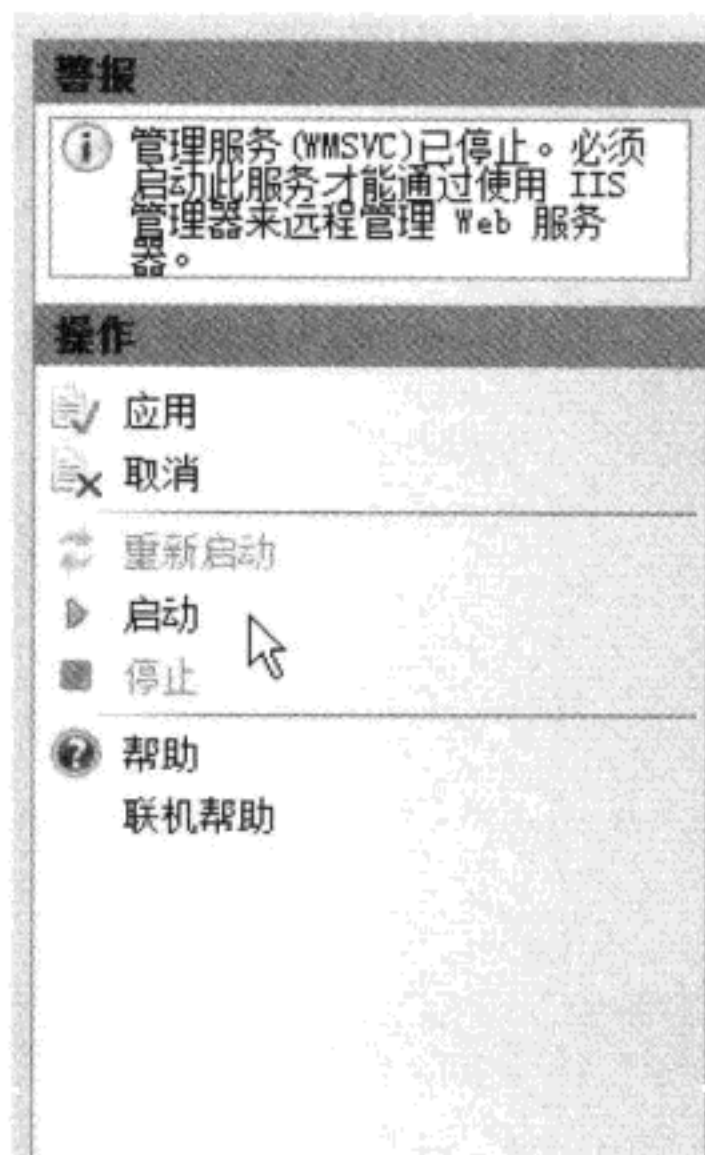 警报
管理服务(WMSVC)已停止。必须
启动此服务才能通过使用 IIS
管理器来远程管理 Web 服务
器。
操作
应用
取消
重新启动
启动
停止
帮助
联机帮助